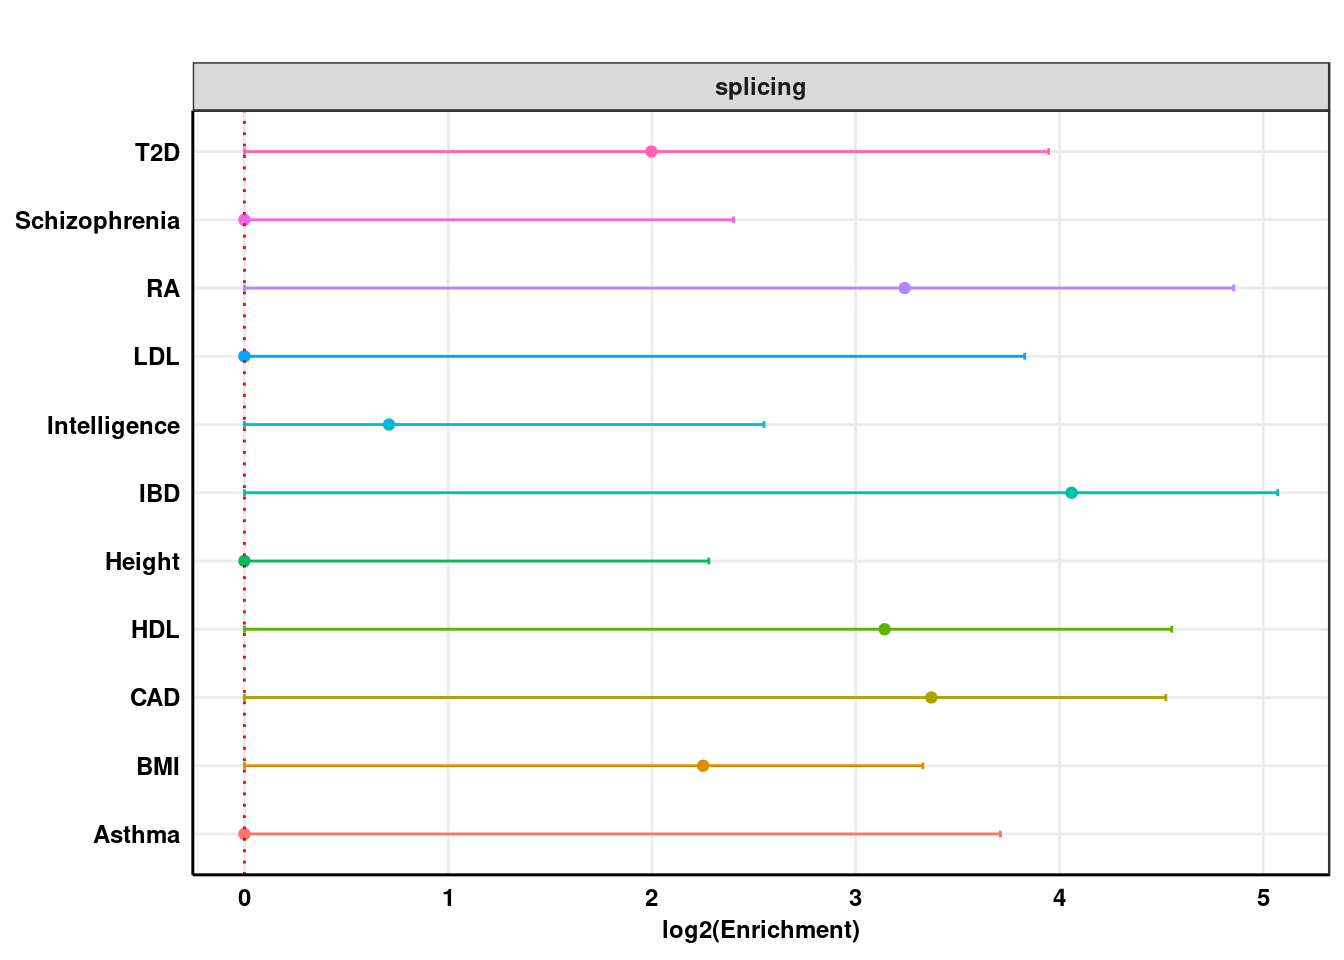 splicing
T2D
Schizophrenia
RA
LDL
Intelligence
IBD
Height
HDL
CAD
BMI
Asthma
0 1 2 3 4 5
log2(Enrichment)